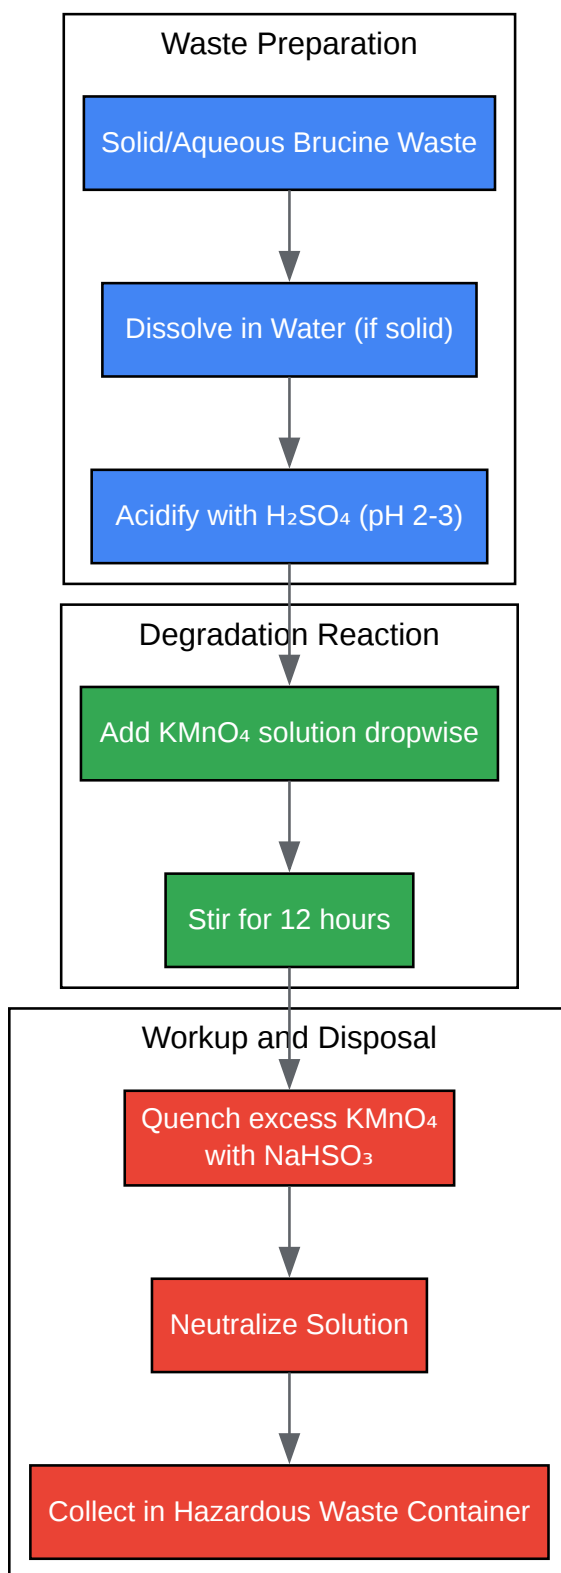 Waste Preparation
Solid/Aqueous Brucine Waste
Dissolve in Water (if solid)
Acidify with H₂SO₄ (pH 2-3)
Degradation Reaction
Add KMnO₄ solution dropwise
Stir for 12 hours
Workup and Disposal
Quench excess KMnO₄
with NaHSO₃
Neutralize Solution
Collect in Hazardous Waste Container